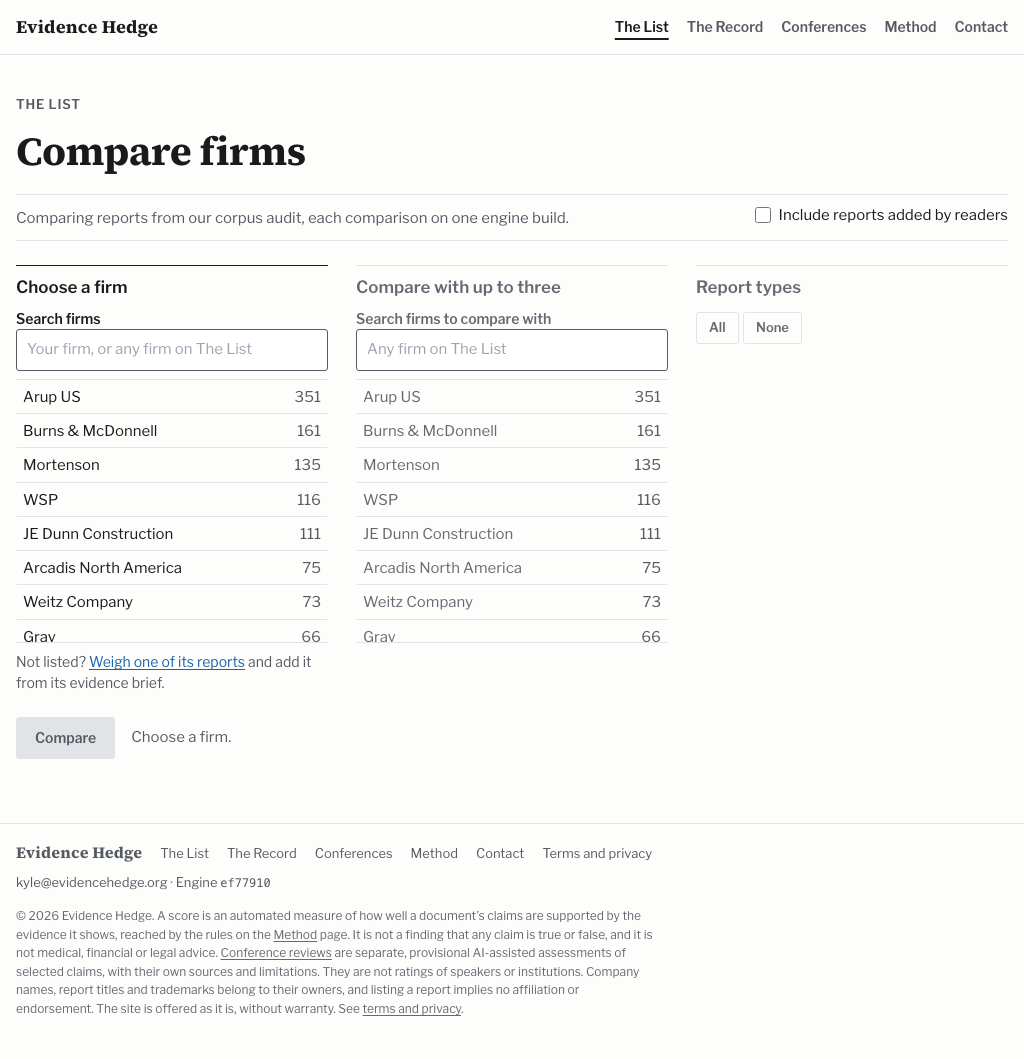 Evidence Hedge
The List
The Record
Conferences
Method
Contact
THE LIST
Compare firms
Comparing reports from our corpus audit, each comparison on one engine build.
Include reports added by readers
Choose a firm
Search firms
Your firm, or any firm on The List
Arup US 351
Burns & McDonnell 161
Mortenson 135
WSP 116
JE Dunn Construction 111
Arcadis North America 75
Weitz Company 73
Gray 66
Not listed? Weigh one of its reports and add it
from its evidence brief.
Compare with up to three
Search firms to compare with
Any firm on The List
Arup US 351
Burns & McDonnell 161
Mortenson 135
WSP 116
JE Dunn Construction 111
Arcadis North America 75
Weitz Company 73
Gray 66
Report types
All
None
Compare
Choose a firm.
Evidence Hedge
The List
The Record
Conferences
Method
Contact
Terms and privacy
kyle@evidencehedge.org · Engine ef77910
© 2026 Evidence Hedge. A score is an automated measure of how well a document's claims are supported by the
evidence it shows, reached by the rules on the Method page. It is not a finding that any claim is true or false, and it is
not medical, financial or legal advice. Conference reviews are separate, provisional AI-assisted assessments of
selected claims, with their own sources and limitations. They are not ratings of speakers or institutions. Company
names, report titles and trademarks belong to their owners, and listing a report implies no affiliation or
endorsement. The site is offered as it is, without warranty. See terms and privacy.